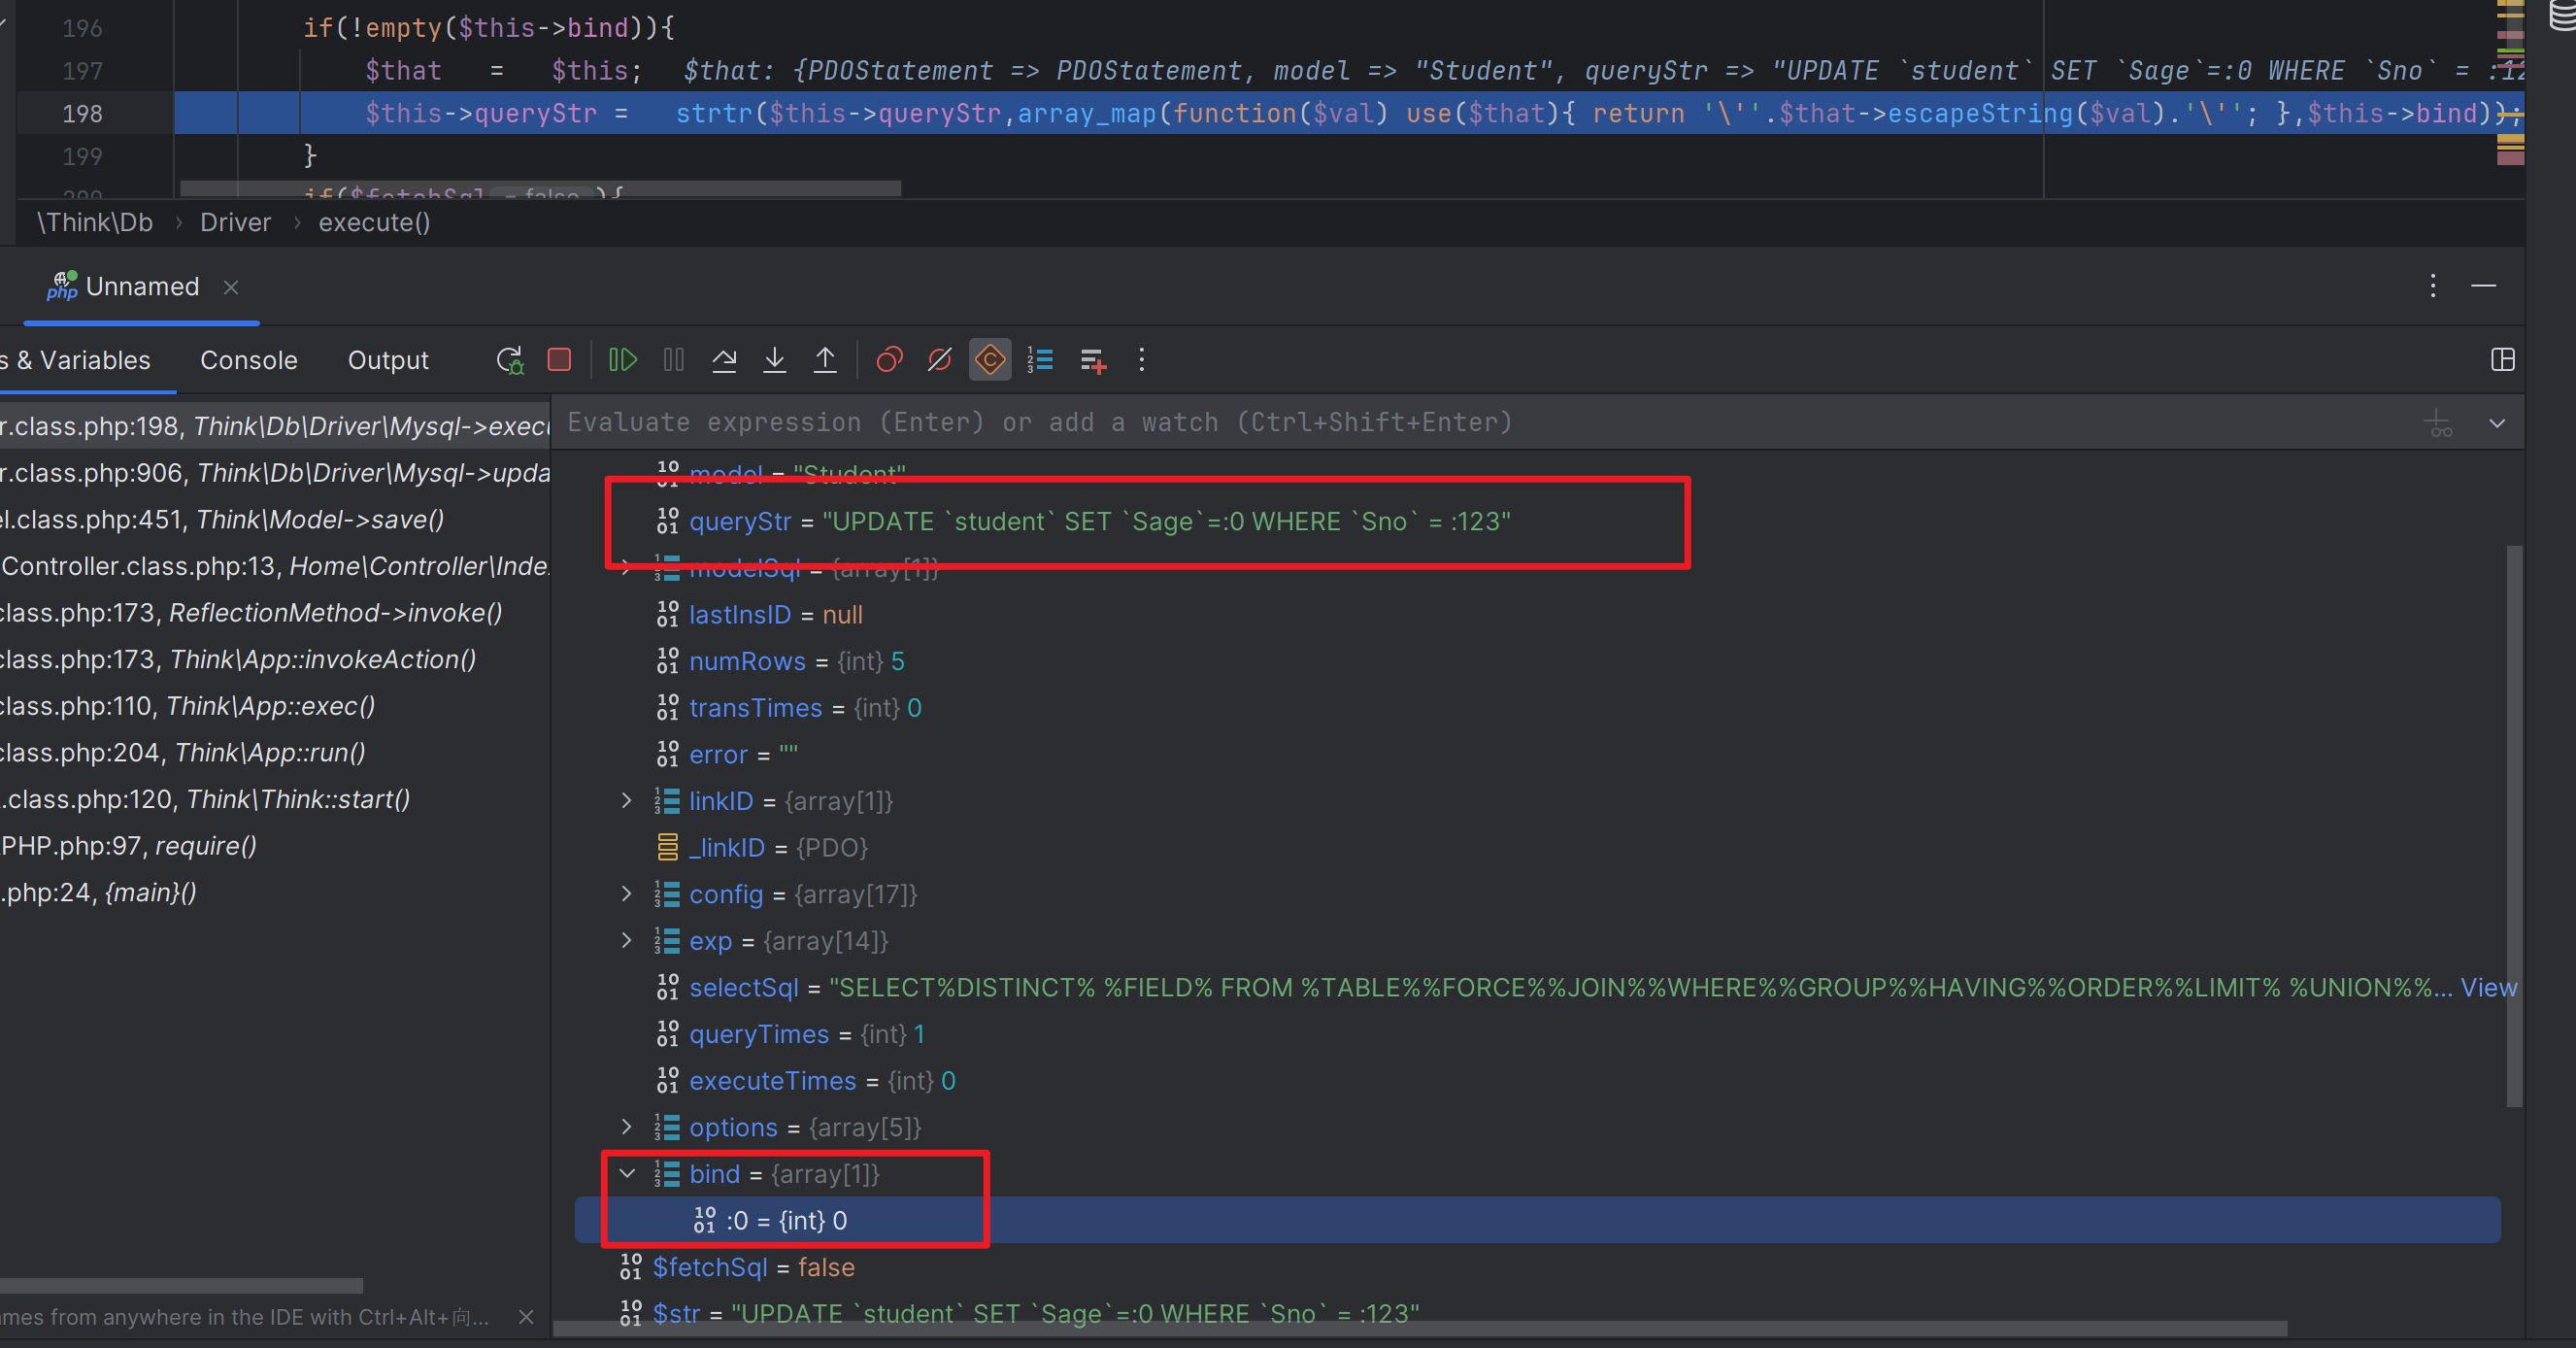 196 if(!empty($this->bind)){
197 $that = $this; $that: {PDOStatement => PDOStatement, model => "Student", queryStr => "UPDATE `student` SET `Sage`=:0 WHERE `Sno` = :12
198 $this->queryStr = strtr($this->queryStr,array_map(function($val) use($that){ return '\''.$that->escapeString($val).'\''; },$this->bind));
199 }
if($fetchSql = false ){
\Think\Db › Driver › execute()
php Unnamed ×
s & Variables Console Output
r.class.php:198, Think\Db\Driver\Mysql->execu
r.class.php:906, Think\Db\Driver\Mysql->upda
el.class.php:451, Think\Model->save()
Controller.class.php:13, Home\Controller\Inde
class.php:173, ReflectionMethod->invoke()
class.php:173, Think\App::invokeAction()
class.php:110, Think\App::exec()
class.php:204, Think\App::run()
.class.php:120, Think\Think::start()
PHP.php:97, require()
.php:24, {main}()
mes from anywhere in the IDE with Ctrl+Alt+向...
Evaluate expression (Enter) or add a watch (Ctrl+Shift+Enter)
model = "Student"
queryStr = "UPDATE `student` SET `Sage`=:0 WHERE `Sno` = :123"
modelSql = {array[1]}
lastInsID = null
numRows = {int} 5
transTimes = {int} 0
error = ""
linkID = {array[1]}
_linkID = {PDO}
config = {array[17]}
exp = {array[14]}
selectSql = "SELECT%DISTINCT% %FIELD% FROM %TABLE%%FORCE%%JOIN%%WHERE%%GROUP%%HAVING%%ORDER%%LIMIT% %UNION%%... View
queryTimes = {int} 1
executeTimes = {int} 0
options = {array[5]}
bind = {array[1]}
:0 = {int} 0
$fetchSql = false
$str = "UPDATE `student` SET `Sage`=:0 WHERE `Sno` = :123"